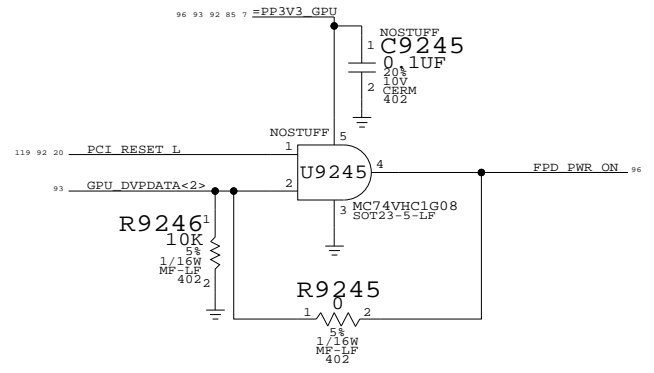 96 93 92 85 7 =PP3V3_GPU
NOSTUFF
1 C9245
0.1UF
20%
10V
2 CERM
402
NOSTUFF 5
119 92 20 PCI_RESET_L 1
U9245 4 FPD_PWR_ON 96
93 GPU_DVPDATA<2> 2
3 MC74VHC1G08
SOT23-5-LF
R9246 1
10K
5%
1/16W
MF-LF
402 2
R9245
0
1 2
5%
1/16W
MF-LF
402